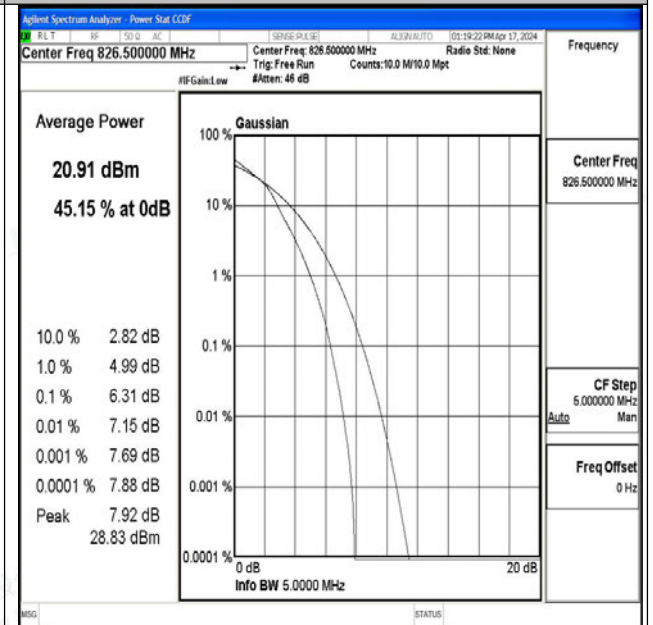 Agilent Spectrum Analyzer - Power Stat CCDF
RLT RF 50 Ω AC SENSE:PULSE ALIGN AUTO 01:19:22 PM Apr 17, 2024
Center Freq 826.500000 MHz
Center Freq: 826.500000 MHz Radio Std: None
Trig: Free Run Counts:10.0 M/10.0 Mpt
#IFGain:Low #Atten: 46 dB
Frequency
Average Power
20.91 dBm
45.15 % at 0dB
10.0 % 2.82 dB
1.0 % 4.99 dB
0.1 % 6.31 dB
0.01 % 7.15 dB
0.001 % 7.69 dB
0.0001 % 7.88 dB
Peak 7.92 dB
28.83 dBm
Gaussian
100 %
10 %
1 %
0.1 %
0.01 %
0.001 %
0.0001 %
0 dB 20 dB
Info BW 5.0000 MHz
Center Freq
826.500000 MHz
CF Step
5.000000 MHz
Auto Man
Freq Offset
0 Hz
MSG STATUS